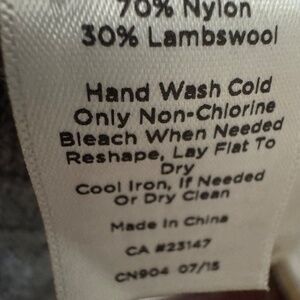 70% Nylon
30% Lambswool
Hand Wash Cold
Only Non-Chlorine
Bleach When Needed
Reshape, Lay Flat To
Dry
Cool Iron, If Needed
Or Dry Clean
Made In China
CA #23147
CN904 07/15